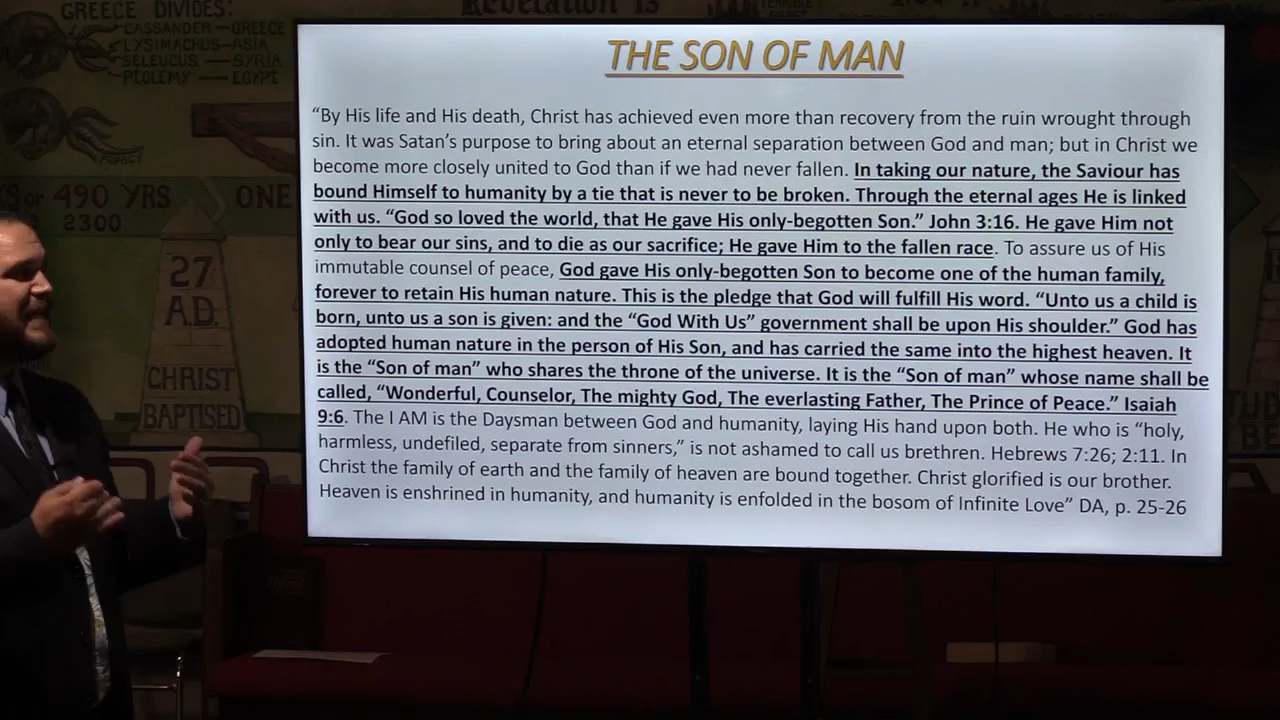 GREECE DIVIDES:
CASSANDER — GREECE
LYSIMACHUS - ASIA
SELEUCUS — SYRIA
PTOLEMY — EGYPT
Revelation 13
PAPACY
490 YRS
ONE
2300
27
A.D.
CHRIST
BAPTISED
THE SON OF MAN
“By His life and His death, Christ has achieved even more than recovery from the ruin wrought through
sin. It was Satan’s purpose to bring about an eternal separation between God and man; but in Christ we
become more closely united to God than if we had never fallen. In taking our nature, the Saviour has
bound Himself to humanity by a tie that is never to be broken. Through the eternal ages He is linked
with us. “God so loved the world, that He gave His only-begotten Son.” John 3:16. He gave Him not
only to bear our sins, and to die as our sacrifice; He gave Him to the fallen race. To assure us of His
immutable counsel of peace, God gave His only-begotten Son to become one of the human family,
forever to retain His human nature. This is the pledge that God will fulfill His word. “Unto us a child is
born, unto us a son is given: and the “God With Us” government shall be upon His shoulder.” God has
adopted human nature in the person of His Son, and has carried the same into the highest heaven. It
is the “Son of man” who shares the throne of the universe. It is the “Son of man” whose name shall be
called, “Wonderful, Counselor, The mighty God, The everlasting Father, The Prince of Peace.” Isaiah
9:6. The I AM is the Daysman between God and humanity, laying His hand upon both. He who is “holy,
harmless, undefiled, separate from sinners,” is not ashamed to call us brethren. Hebrews 7:26; 2:11. In
Christ the family of earth and the family of heaven are bound together. Christ glorified is our brother.
Heaven is enshrined in humanity, and humanity is enfolded in the bosom of Infinite Love” DA, p. 25-26